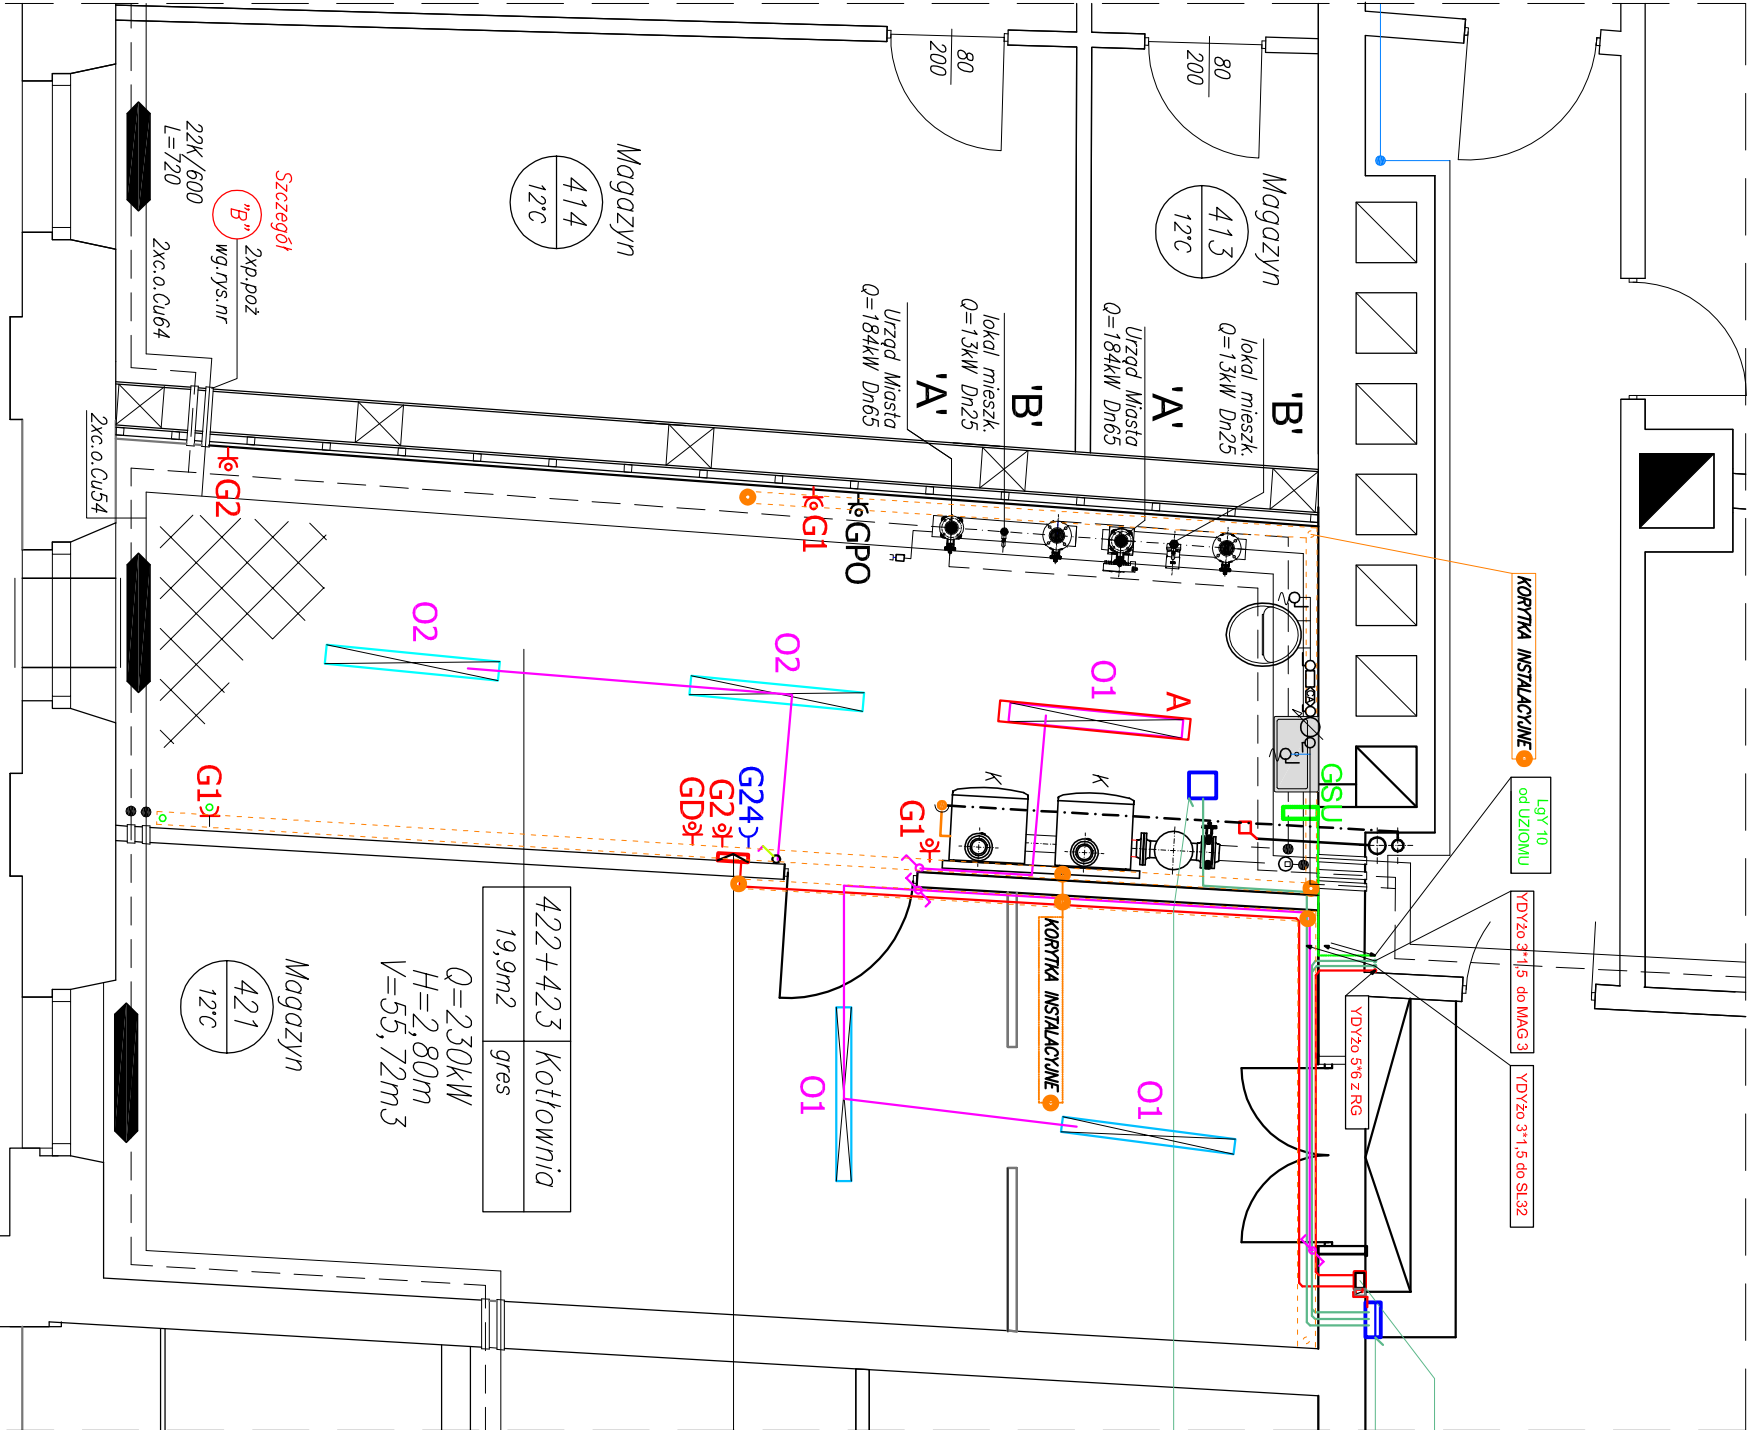 80
200
80
200
Magazyn
413
12°C
Magazyn
414
12°C
22K/600
L=720
Szczegół
"B"
2xp.poż
wg.rys.nr
2xc.o.Cu64
2xc.o.Cu54
lokal mieszk.
Q=13kW Dn25
'B'
Urząd Miasta
Q=184kW Dn65
'A'
lokal mieszk.
Q=13kW Dn25
'B'
Urząd Miasta
Q=184kW Dn65
'A'
G2
G1
GPO
KORYTKA INSTALACYJNE
O2
O2
O1
A
K
K
GSU
G1
G24
G2
GD
G1
LgY 10
od UZIOMU
YDYżo 3*1,5 do MAG 3
YDYżo 3*1,5 do SL32
YDYżo 5*6 z RG
KORYTKA INSTALACYJNE
422+423 Kotłownia
19,9m2 gres
Q=230kW
H=2,80m
V=55,72m3
Magazyn
421
12°C
O1
O1